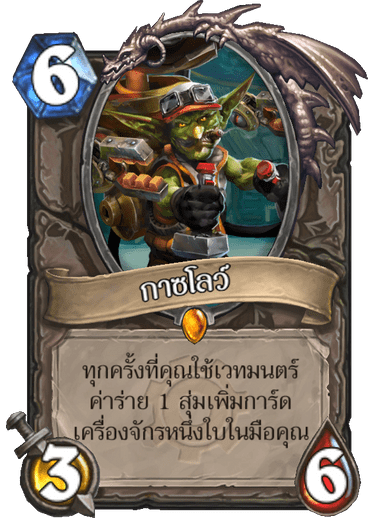 6
กาซโลว์
ทุกครั้งที่คุณใช้เวทมนตร์
ค่าร่าย 1 สุ่มเพิ่มการ์ด
เครื่องจักรหนึ่งใบในมือคุณ
3
6